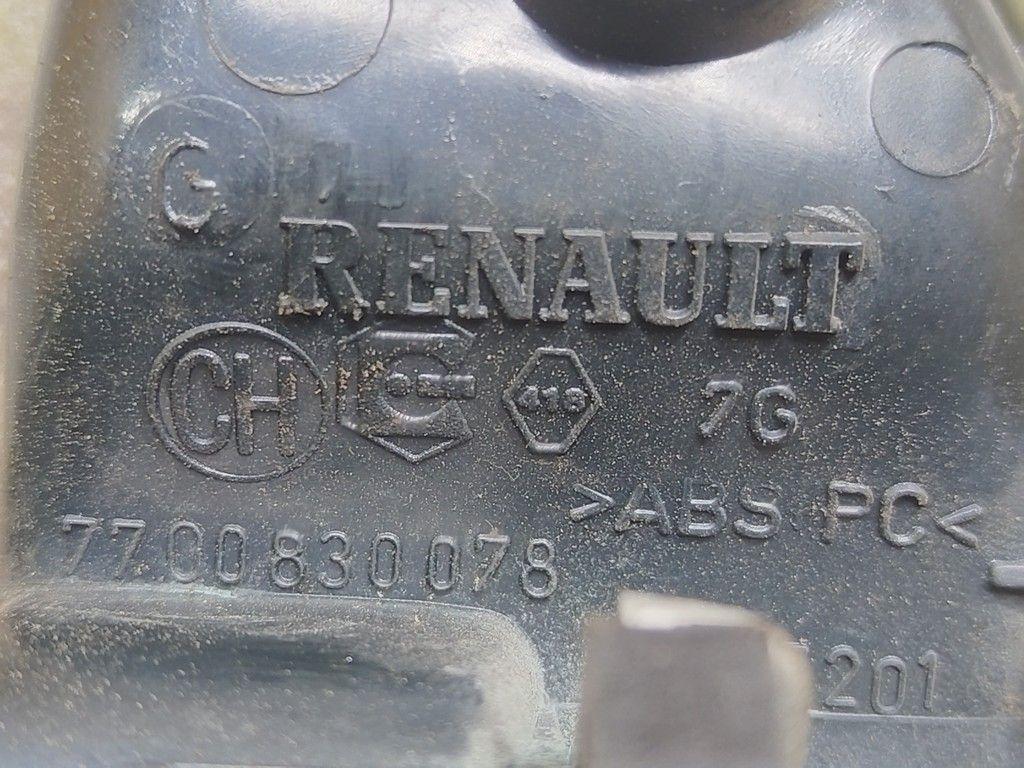 G
RENAULT
CH 418 7G
>ABS PC<
7700830078
201